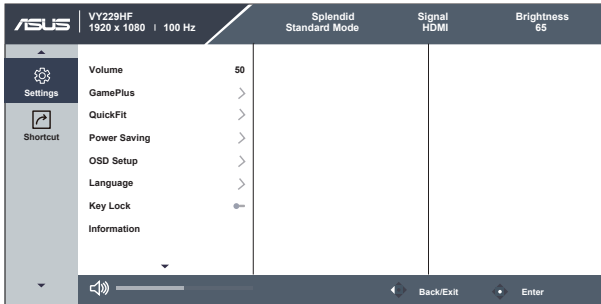 ASUS
VY229HF
1920 x 1080 | 100 Hz
Splendid
Standard Mode
Signal
HDMI
Brightness
65
Settings
Shortcut
Volume 50
GamePlus
QuickFit
Power Saving
OSD Setup
Language
Key Lock
Information
Back/Exit
Enter